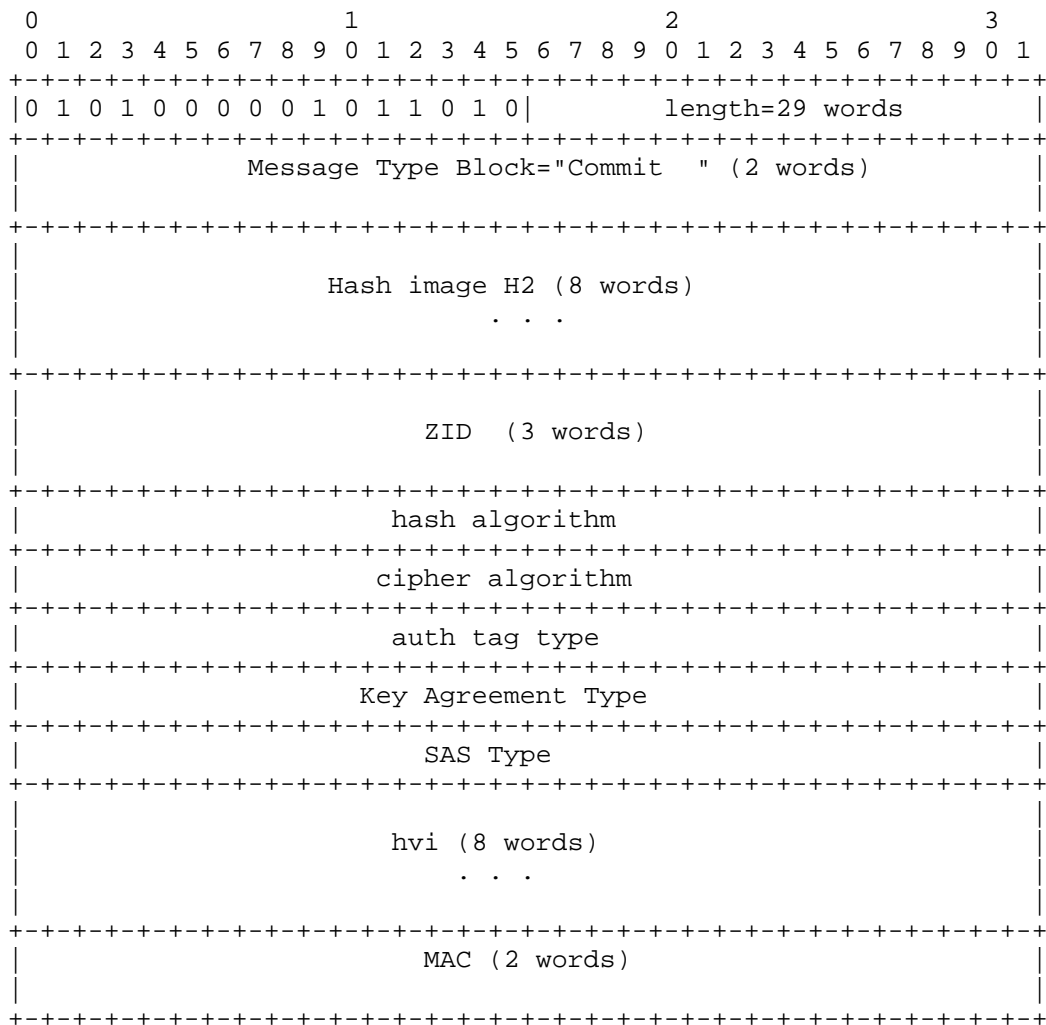 0                   1                   2                   3
0 1 2 3 4 5 6 7 8 9 0 1 2 3 4 5 6 7 8 9 0 1 2 3 4 5 6 7 8 9 0 1
+-+-+-+-+-+-+-+-+-+-+-+-+-+-+-+-+-+-+-+-+-+-+-+-+-+-+-+-+-+-+-+-+
|0 1 0 1 0 0 0 0 0 1 0 1 1 0 1 0|        length=29 words        |
+-+-+-+-+-+-+-+-+-+-+-+-+-+-+-+-+-+-+-+-+-+-+-+-+-+-+-+-+-+-+-+-+
|              Message Type Block="Commit  " (2 words)          |
|                                                               |
+-+-+-+-+-+-+-+-+-+-+-+-+-+-+-+-+-+-+-+-+-+-+-+-+-+-+-+-+-+-+-+-+
|                                                               |
|                   Hash image H2 (8 words)                     |
|                             . . .                             |
|                                                               |
+-+-+-+-+-+-+-+-+-+-+-+-+-+-+-+-+-+-+-+-+-+-+-+-+-+-+-+-+-+-+-+-+
|                                                               |
|                         ZID  (3 words)                        |
|                                                               |
+-+-+-+-+-+-+-+-+-+-+-+-+-+-+-+-+-+-+-+-+-+-+-+-+-+-+-+-+-+-+-+-+
|                       hash algorithm                          |
+-+-+-+-+-+-+-+-+-+-+-+-+-+-+-+-+-+-+-+-+-+-+-+-+-+-+-+-+-+-+-+-+
|                      cipher algorithm                         |
+-+-+-+-+-+-+-+-+-+-+-+-+-+-+-+-+-+-+-+-+-+-+-+-+-+-+-+-+-+-+-+-+
|                       auth tag type                           |
+-+-+-+-+-+-+-+-+-+-+-+-+-+-+-+-+-+-+-+-+-+-+-+-+-+-+-+-+-+-+-+-+
|                     Key Agreement Type                        |
+-+-+-+-+-+-+-+-+-+-+-+-+-+-+-+-+-+-+-+-+-+-+-+-+-+-+-+-+-+-+-+-+
|                         SAS Type                              |
+-+-+-+-+-+-+-+-+-+-+-+-+-+-+-+-+-+-+-+-+-+-+-+-+-+-+-+-+-+-+-+-+
|                                                               |
|                       hvi (8 words)                           |
|                           . . .                               |
|                                                               |
+-+-+-+-+-+-+-+-+-+-+-+-+-+-+-+-+-+-+-+-+-+-+-+-+-+-+-+-+-+-+-+-+
|                         MAC (2 words)                         |
|                                                               |
+-+-+-+-+-+-+-+-+-+-+-+-+-+-+-+-+-+-+-+-+-+-+-+-+-+-+-+-+-+-+-+-+